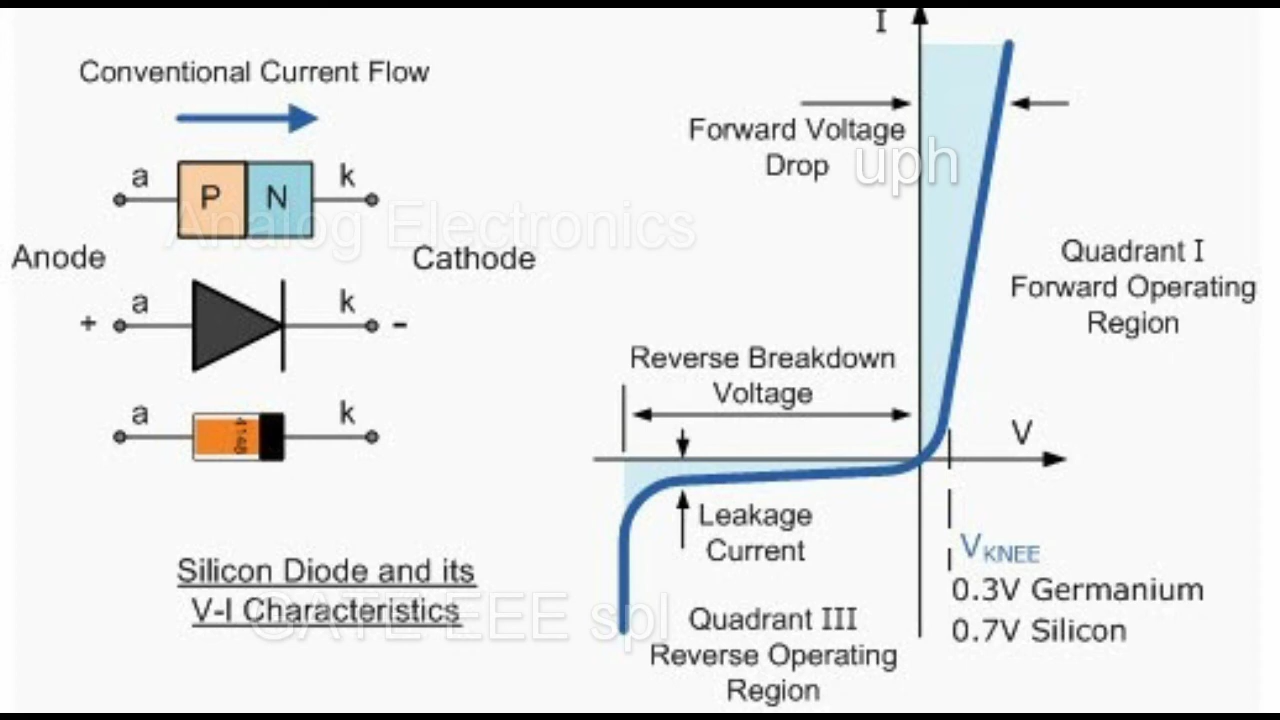 Conventional Current Flow
a
P
N
k
Analog Electronics
Anode
Cathode
+
a
k
-
a
4148
k
Silicon Diode and its
V-I Characteristics
GATE EEE spl
I
Forward Voltage
Drop
uph
Quadrant I
Forward Operating
Region
Reverse Breakdown
Voltage
V
Leakage
Current
VKNEE
0.3V Germanium
0.7V Silicon
Quadrant III
Reverse Operating
Region